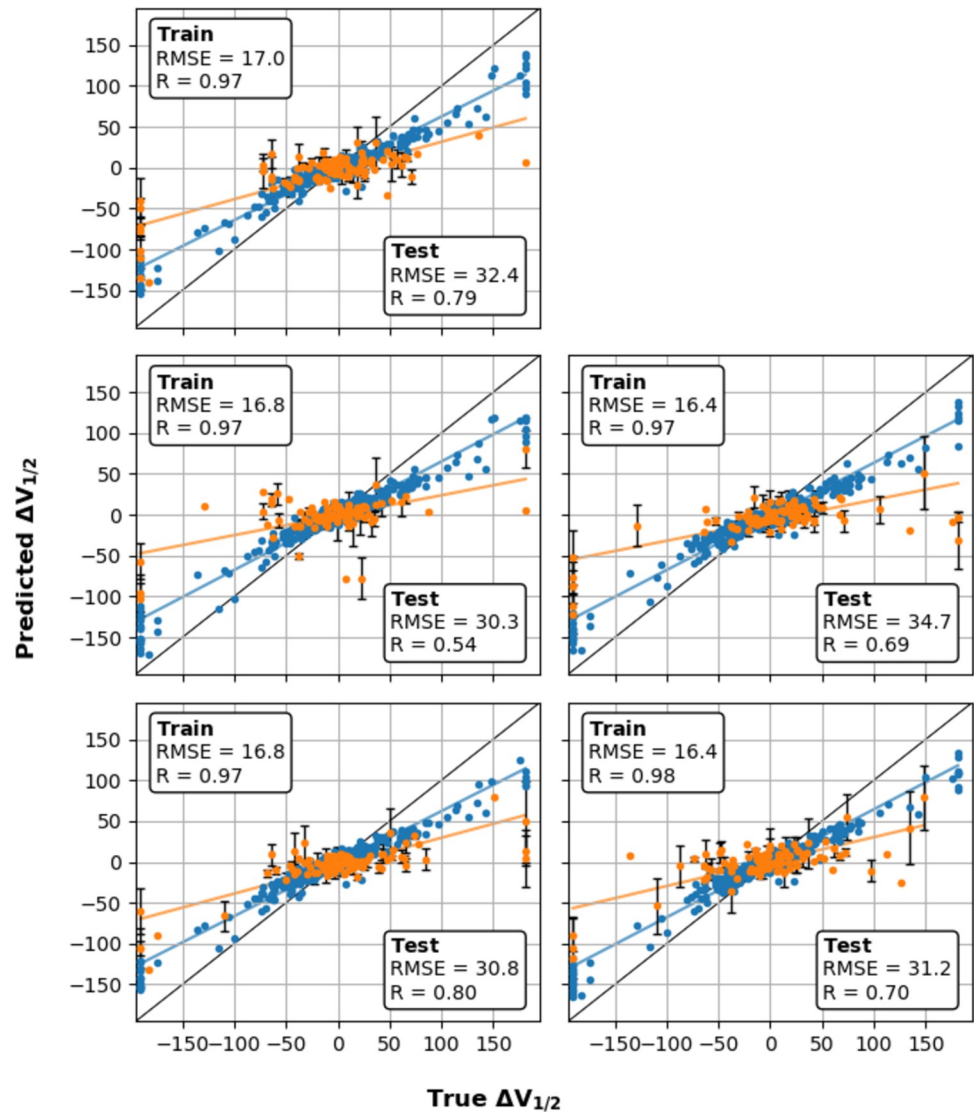 150
100
50
0
−50
−100
−150
Train
RMSE = 17.0
R = 0.97
Test
RMSE = 32.4
R = 0.79
150
100
50
0
−50
−100
−150
Train
RMSE = 16.8
R = 0.97
Test
RMSE = 30.3
R = 0.54
Train
RMSE = 16.4
R = 0.97
Test
RMSE = 34.7
R = 0.69
150
100
50
0
−50
−100
−150
Train
RMSE = 16.8
R = 0.97
Test
RMSE = 30.8
R = 0.80
Train
RMSE = 16.4
R = 0.98
Test
RMSE = 31.2
R = 0.70
−150 −100 −50 0 50 100 150
−150 −100 −50 0 50 100 150
Predicted ΔV1/2
True ΔV1/2